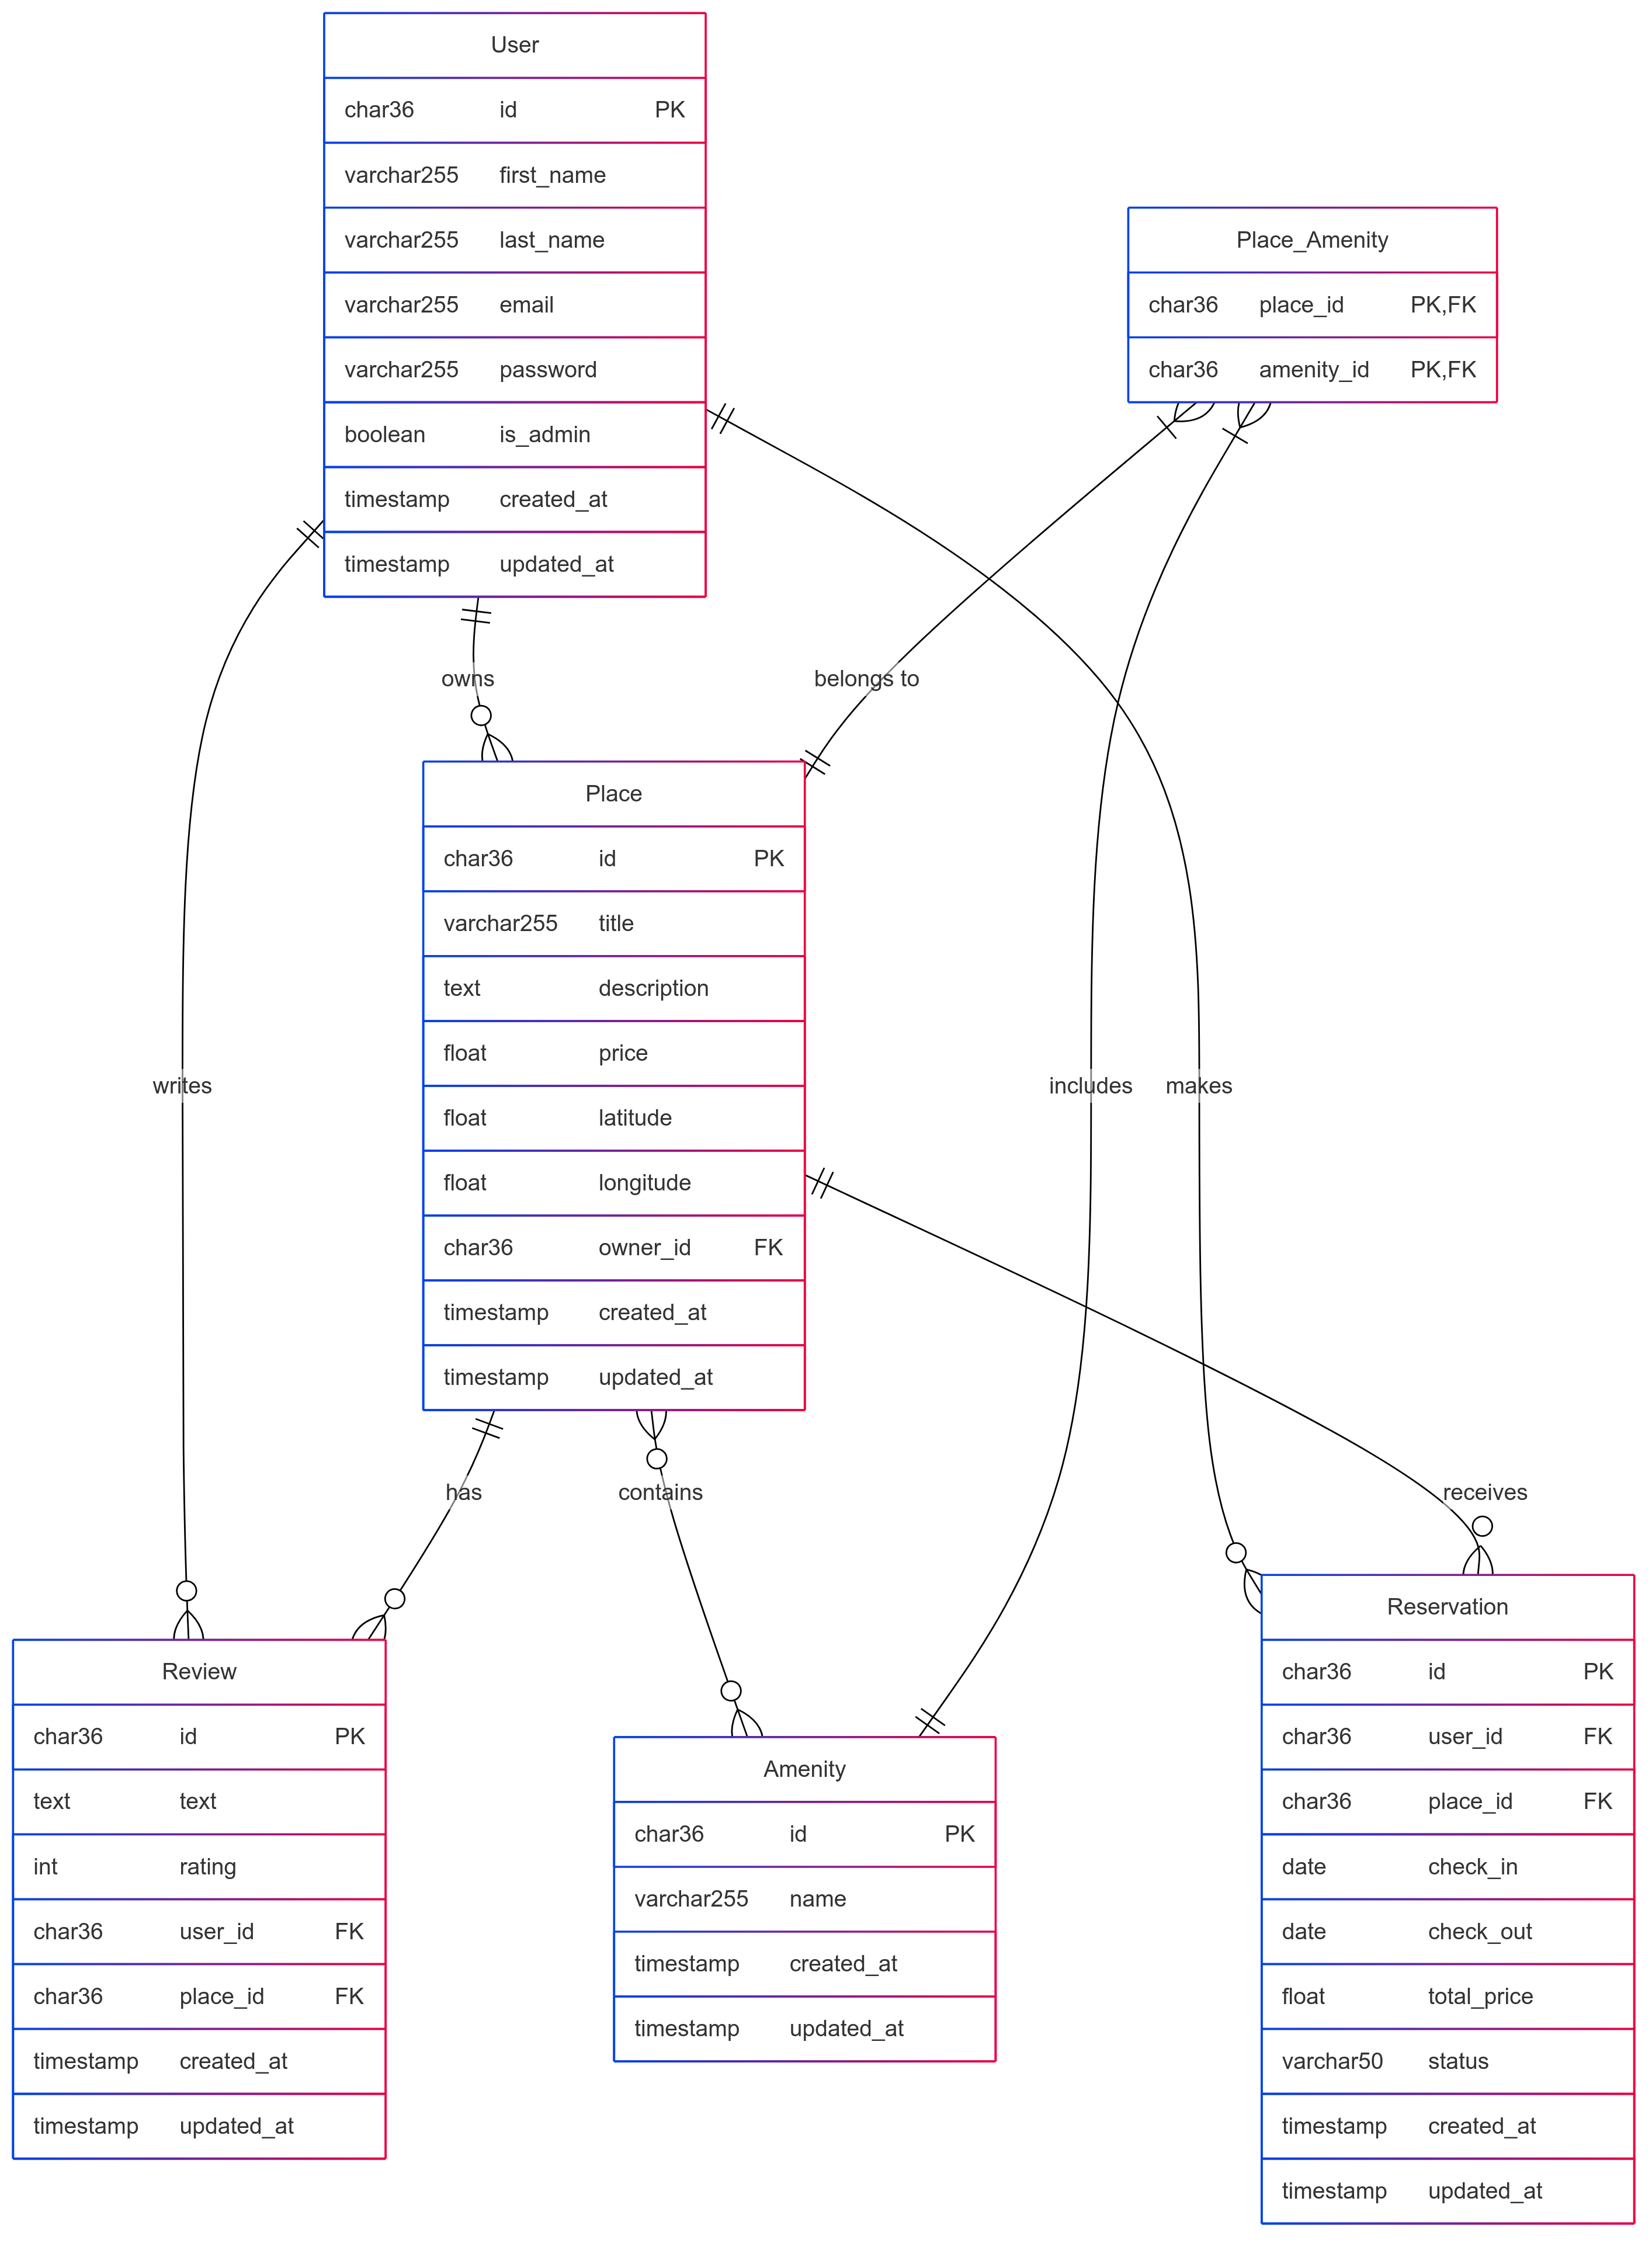 User
char36 id PK
varchar255 first_name
varchar255 last_name
varchar255 email
varchar255 password
boolean is_admin
timestamp created_at
timestamp updated_at
Place_Amenity
char36 place_id PK,FK
char36 amenity_id PK,FK
owns
belongs to
Place
char36 id PK
varchar255 title
text description
float price
float latitude
float longitude
char36 owner_id FK
timestamp created_at
timestamp updated_at
writes
includes
makes
has
contains
receives
Review
char36 id PK
text text
int rating
char36 user_id FK
char36 place_id FK
timestamp created_at
timestamp updated_at
Amenity
char36 id PK
varchar255 name
timestamp created_at
timestamp updated_at
Reservation
char36 id PK
char36 user_id FK
char36 place_id FK
date check_in
date check_out
float total_price
varchar50 status
timestamp created_at
timestamp updated_at